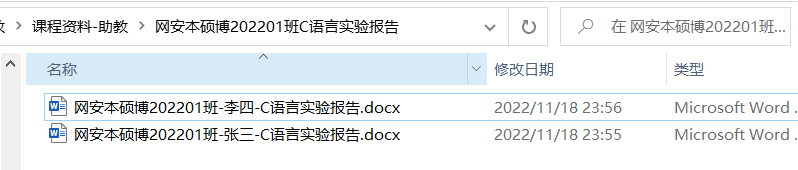 课程资料-助教 > 网安本硕博202201班C语言实验报告 在 网安本硕博202201班...
名称 修改日期 类型
网安本硕博202201班-李四-C语言实验报告.docx 2022/11/18 23:56 Microsoft Word
网安本硕博202201班-张三-C语言实验报告.docx 2022/11/18 23:55 Microsoft Word